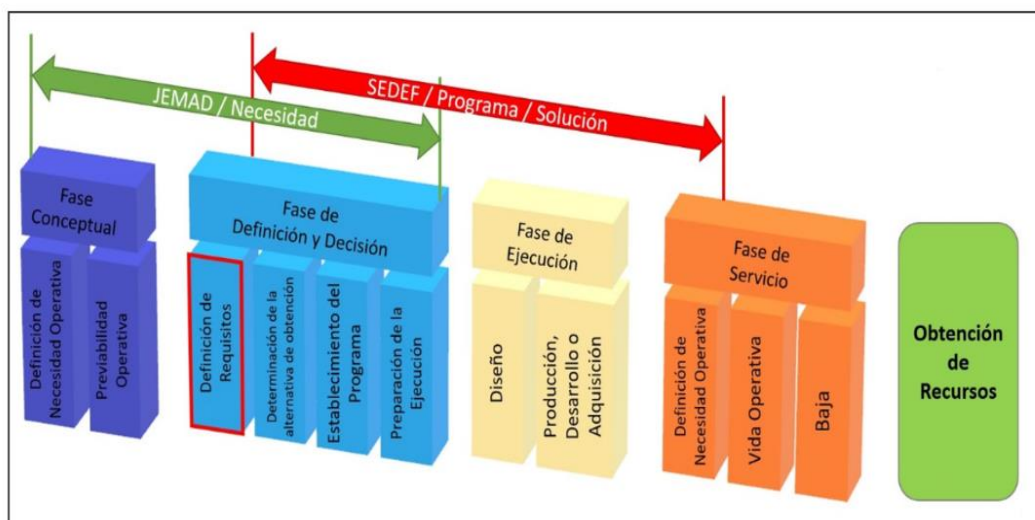 JEMAD / Necesidad
SEDEF / Programa / Solución
Fase
Conceptual
Definición de
Necesidad Operativa
Previabilidad
Operativa
Fase de
Definición y Decisión
Definición de
Requisitos
Determinación de la
alternativa de obtención
Establecimiento del
Programa
Preparación de la
Ejecución
Fase de
Ejecución
Diseño
Producción,
Desarrollo o
Adquisición
Fase de
Servicio
Definición de
Necesidad Operativa
Vida Operativa
Baja
Obtención
de
Recursos